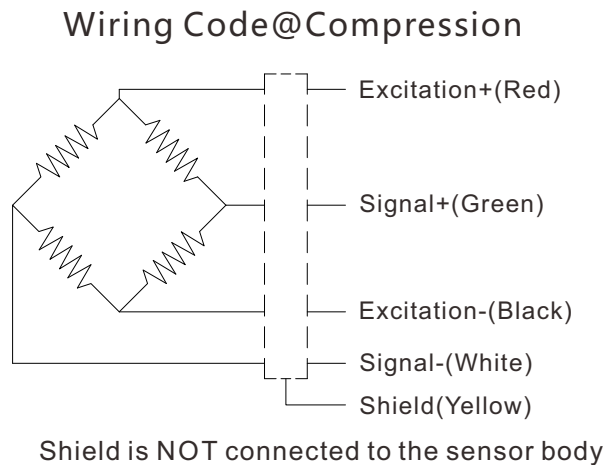 Wiring Code@Compression
Excitation+(Red)
Signal+(Green)
Excitation-(Black)
Signal-(White)
Shield(Yellow)
Shield is NOT connected to the sensor body